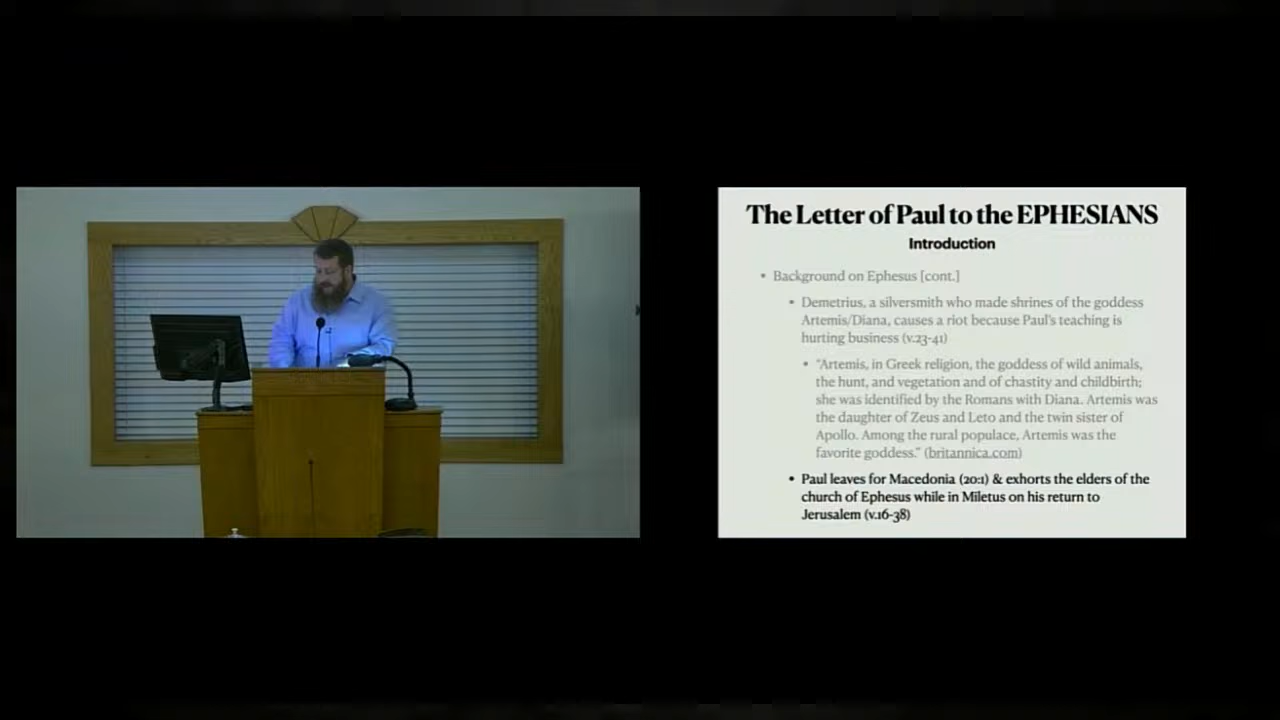 The Letter of Paul to the EPHESIANS
Introduction
• Background on Ephesus [cont.]
• Demetrius, a silversmith who made shrines of the goddess
Artemis/Diana, causes a riot because Paul's teaching is
hurting business (v.23-41)
• "Artemis, in Greek religion, the goddess of wild animals,
the hunt, and vegetation and of chastity and childbirth;
she was identified by the Romans with Diana. Artemis was
the daughter of Zeus and Leto and the twin sister of
Apollo. Among the rural populace, Artemis was the
favorite goddess." (britannica.com)
• Paul leaves for Macedonia (20:1) & exhorts the elders of the
church of Ephesus while in Miletus on his return to
Jerusalem (v.16-38)